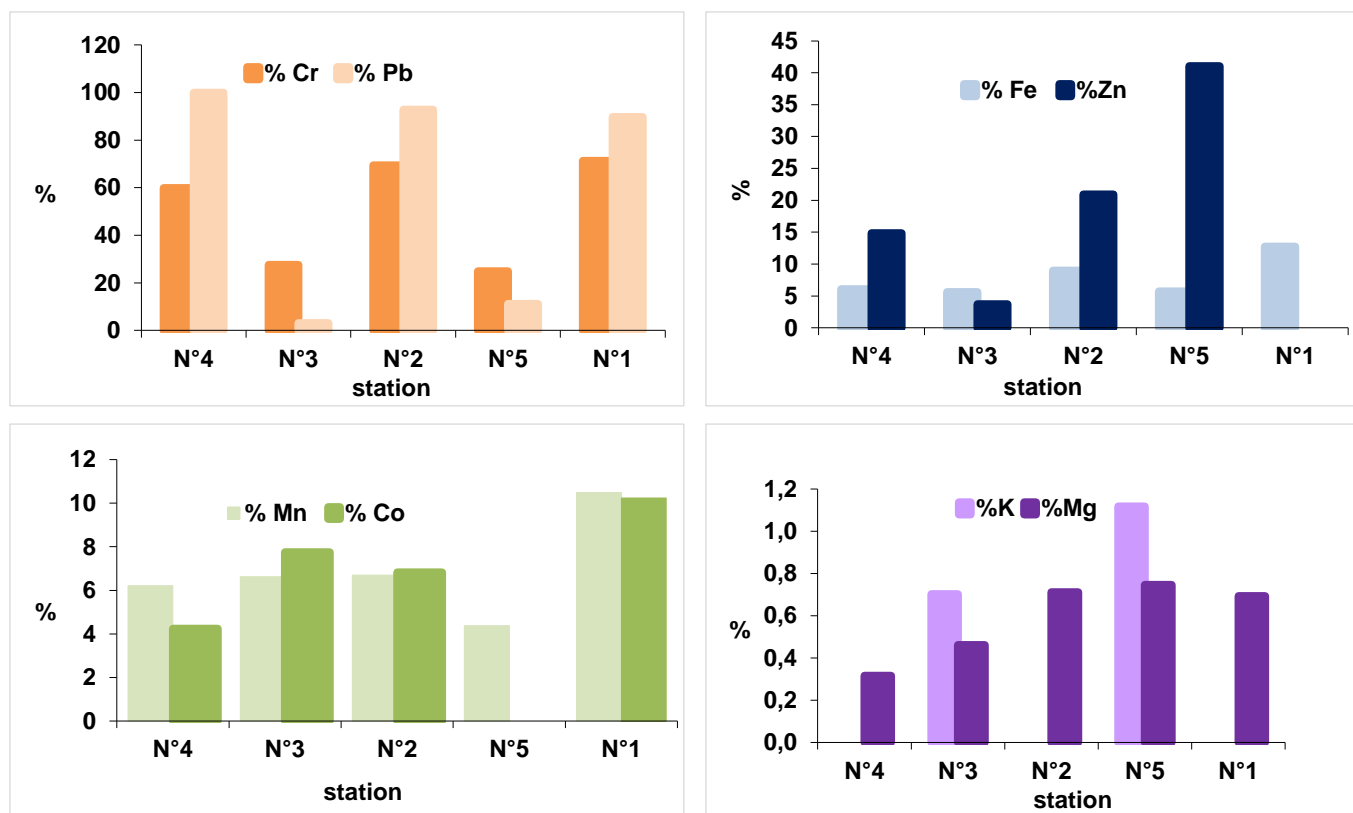 120
100
80
60
40
20
0
%
% Cr % Pb
N°4 N°3 N°2 N°5 N°1
station
45
40
35
30
25
20
15
10
5
0
%
% Fe %Zn
N°4 N°3 N°2 N°5 N°1
station
12
10
8
6
4
2
0
%
% Mn % Co
N°4 N°3 N°2 N°5 N°1
station
1,2
1,0
0,8
0,6
0,4
0,2
0,0
%
%K %Mg
N°4 N°3 N°2 N°5 N°1
station